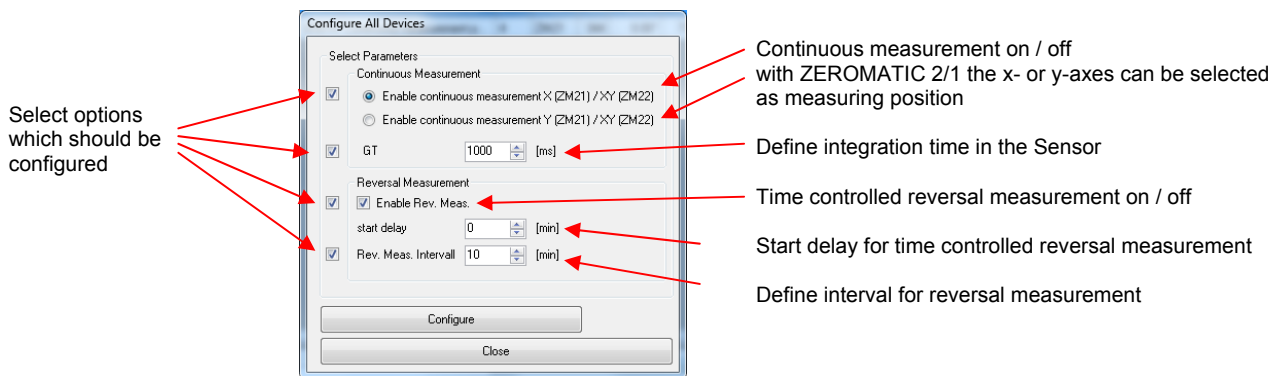 Configure All Devices
Select Parameters
Continuous Measurement
Enable continuous measurement X (ZM21) / XY (ZM22)
Enable continuous measurement Y (ZM21) / XY (ZM22)
GT 1000 [ms]
Reversal Measurement
Enable Rev. Meas.
start delay 0 [min]
Rev. Meas. Intervall 10 [min]
Configure
Close
Select options
which should be
configured
Continuous measurement on / off
with ZEROMATIC 2/1 the x- or y-axes can be selected
as measuring position
Define integration time in the Sensor
Time controlled reversal measurement on / off
Start delay for time controlled reversal measurement
Define interval for reversal measurement